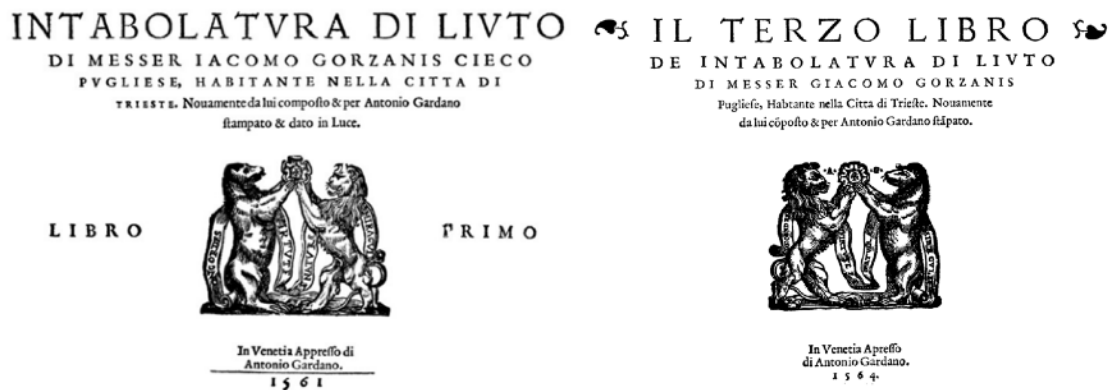 INTABOLATVRA DI LIVTO
DI MESSER IACOMO GORZANIS CIECO
PVGLIESE, HABITANTE NELLA CITTA DI
TRIESTE. Nouamente da lui compoſto & per Antonio Gardano
ſtampato & dato in Luce.
LIBRO PRIMO
In Venetia Appreſſo di
Antonio Gardano.
1561
IL TERZO LIBRO
DE INTABOLATVRA DI LIVTO
DI MESSER GIACOMO GORZANIS
Puglieſe, Habtante nella Citta di Trieſte. Nouamente
da lui cõpoſto & per Antonio Gardano ſtãpato.
·A· ·G·
In Venetia Apreſſo
di Antonio Gardano.
1564.